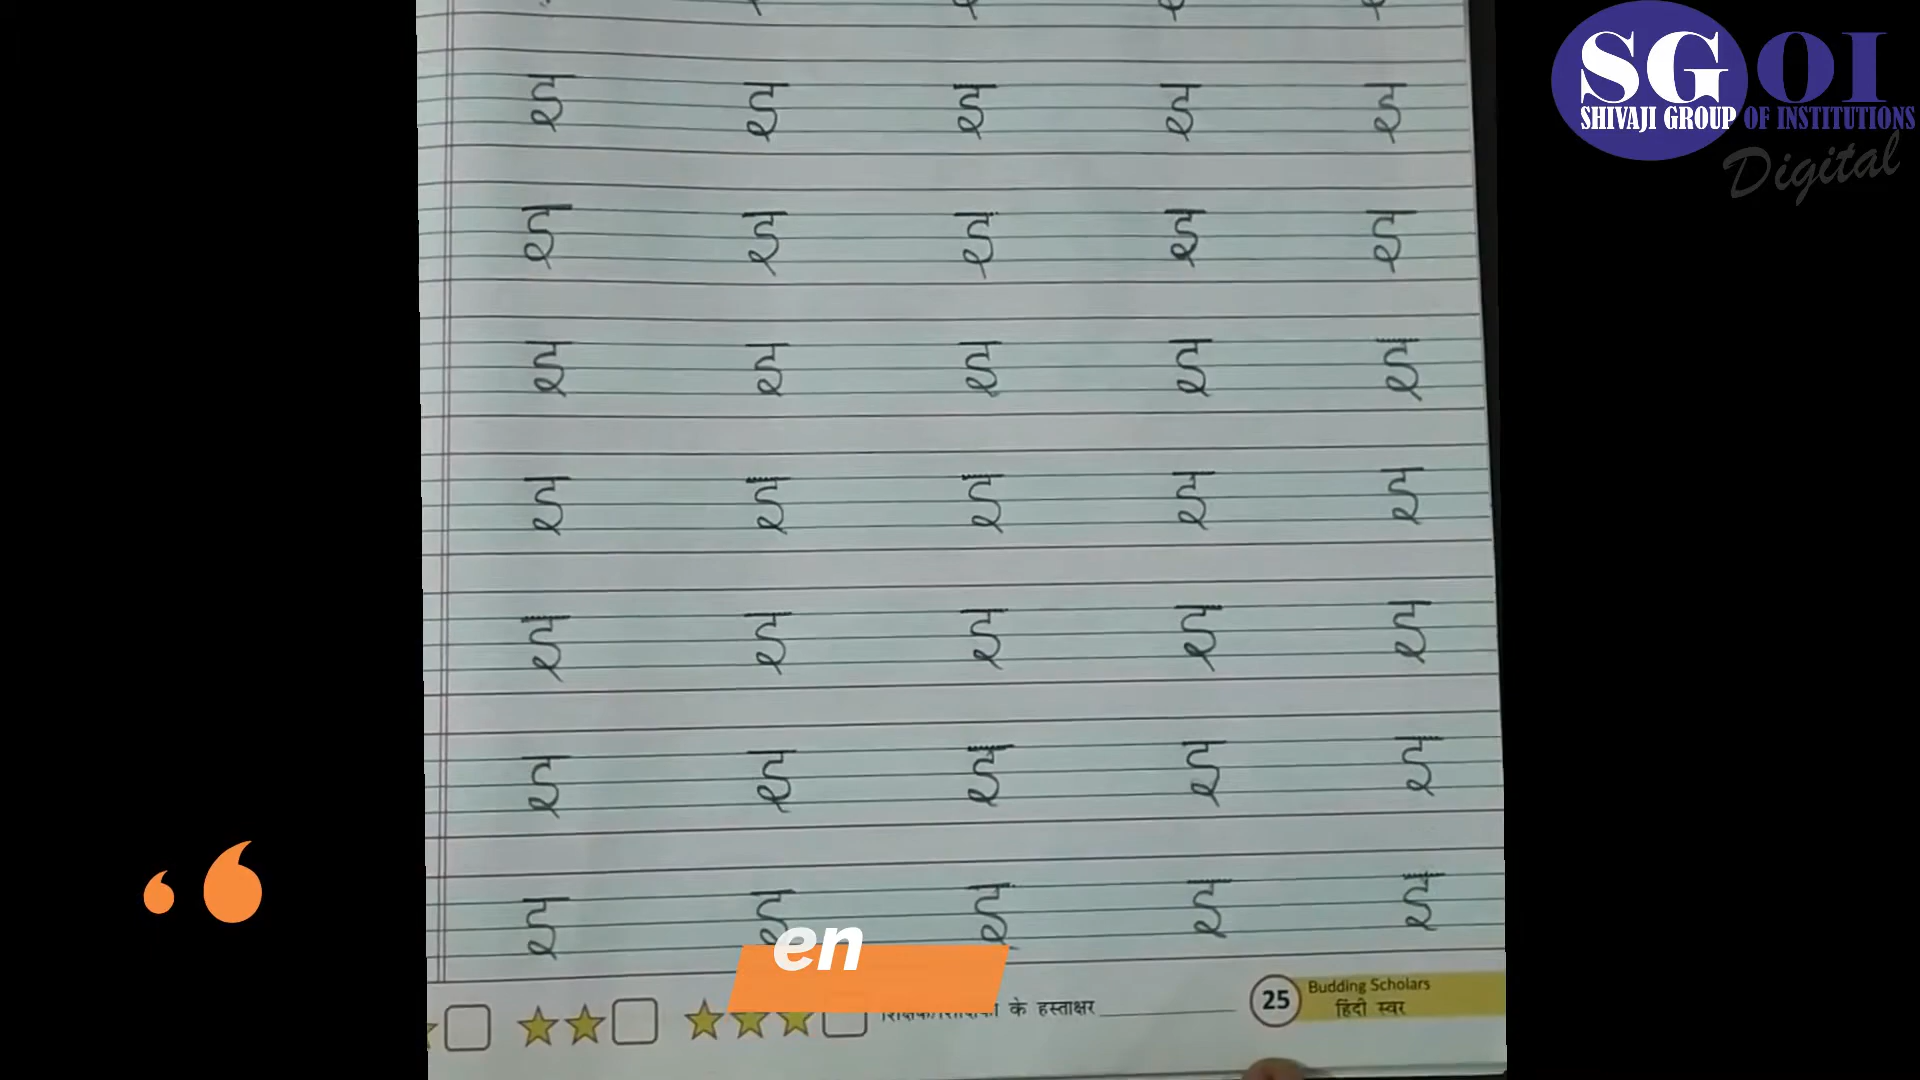 SGOI
SHIVAJI GROUP OF INSTITUTIONS
Digital
इ इ इ इ इ
इ इ इ इ इ
इ इ इ इ इ
इ इ इ इ इ
इ इ इ इ इ
इ इ इ इ इ
इ इ इ इ इ
en
के हस्ताक्षर
25
Budding Scholars
हिंदी स्वर